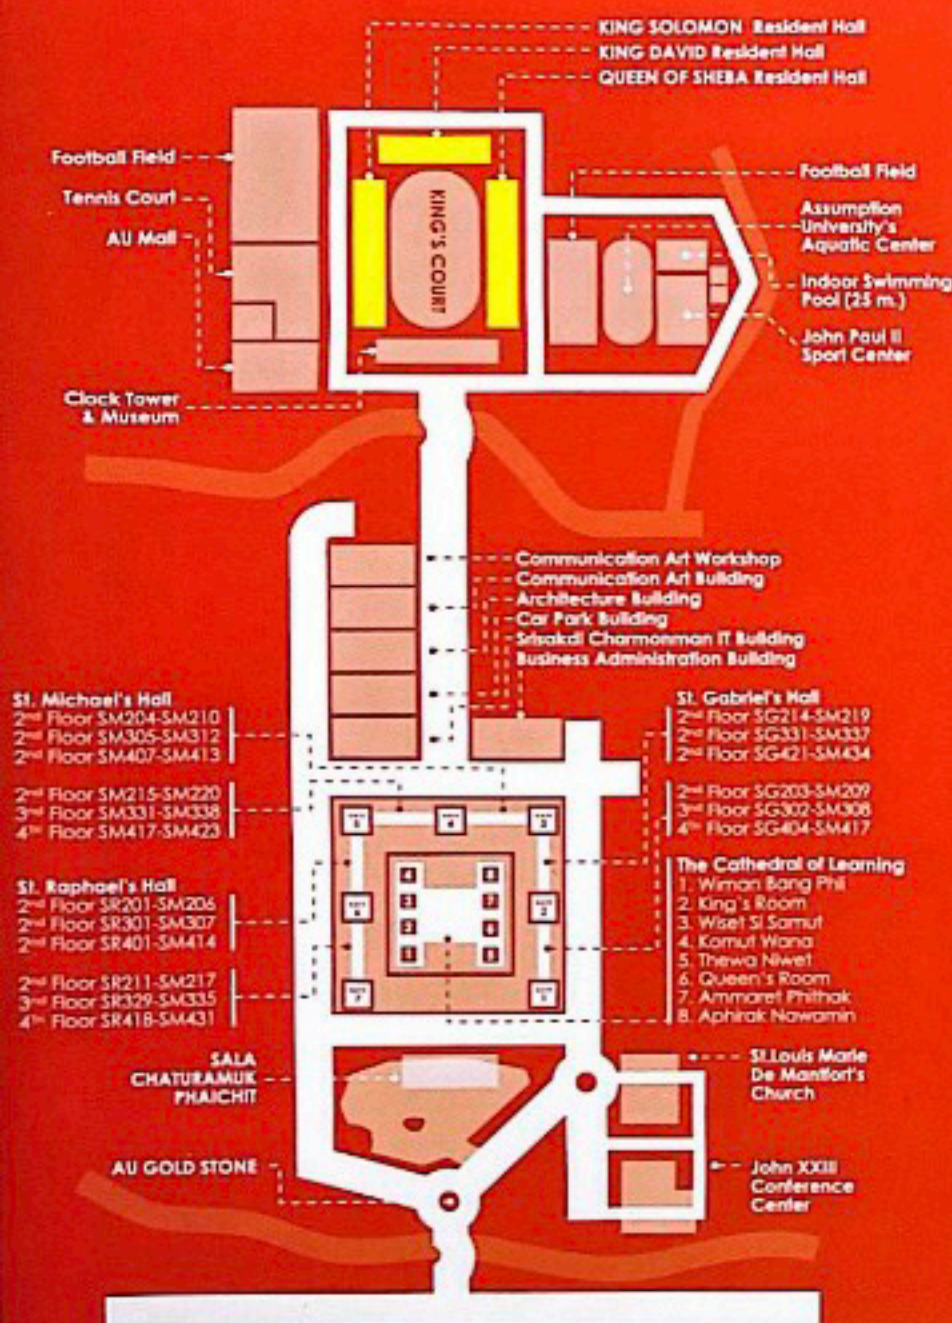 KING SOLOMON Resident Hall
KING DAVID Resident Hall
QUEEN OF SHEBA Resident Hall
Football Field
Tennis Court
AU Mall
KING'S COURT
Football Field
Assumption
University's
Aquatic Center
Indoor Swimming
Pool (25 m.)
John Paul II
Sport Center
Clock Tower
& Museum
Communication Art Workshop
Communication Art Building
Architecture Building
Car Park Building
Srisakdi Charmonman IT Building
Business Administration Building
St. Michael's Hall
2nd Floor SM204-SM210
2nd Floor SM305-SM312
2nd Floor SM407-SM413
2nd Floor SM215-SM220
3nd Floor SM331-SM338
4TH Floor SM417-SM423
St. Raphael's Hall
2nd Floor SR201-SM206
2nd Floor SR301-SM307
2nd Floor SR401-SM414
2nd Floor SR211-SM217
3nd Floor SR329-SM335
4TH Floor SR418-SM431
St. Gabriel's Hall
2nd Floor SG214-SM219
2nd Floor SG331-SM337
2nd Floor SG421-SM434
2nd Floor SG203-SM209
3nd Floor SG302-SM308
4TH Floor SG404-SM417
The Cathedral of Learning
1. Wiman Bang Phli
2. King's Room
3. Wiset Si Samut
4. Komut Wana
5. Thewa Niwet
6. Queen's Room
7. Ammaret Phithak
8. Aphirak Nawamin
SALA
CHATURAMUK
PHAICHIT
AU GOLD STONE
St.Louis Marie
De Mantfort's
Church
John XXIII
Conference
Center